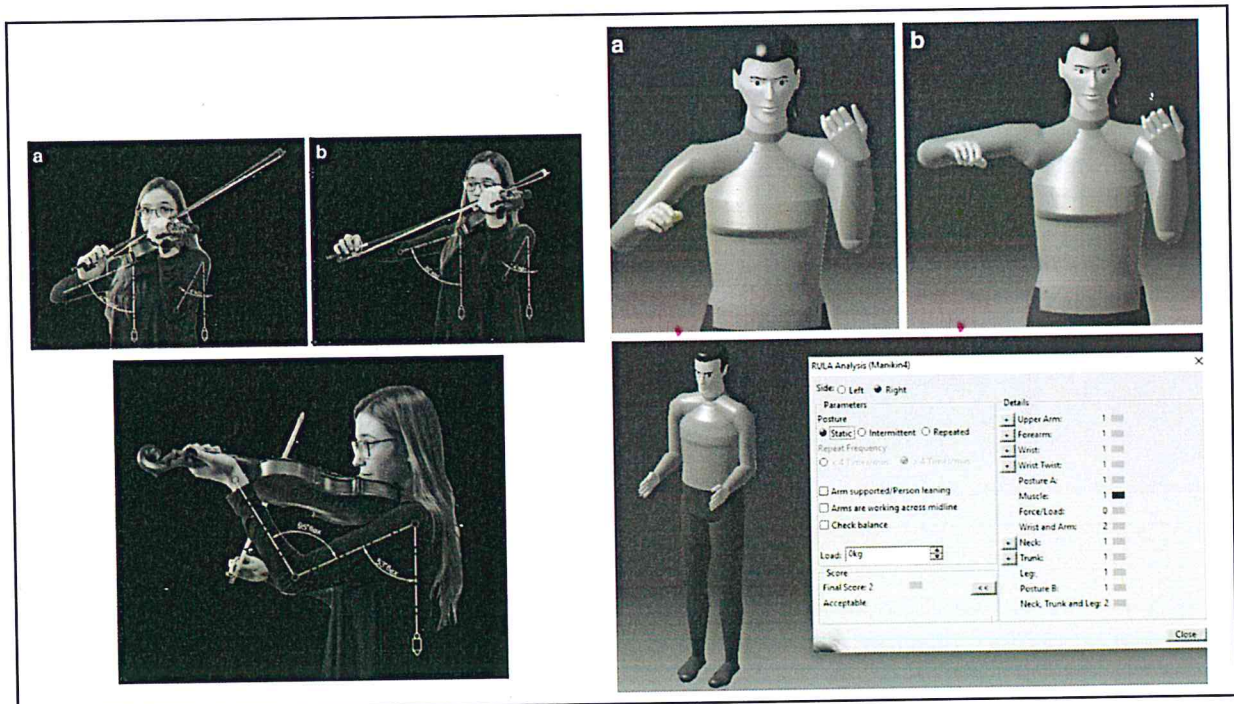 a
b
a
b
RULA Analysis (Manikin4)
Side: Left Right
Parameters
Posture
Static Intermittent Repeated
Repeat Frequency
Arm supported/Person leaning
Arms are working across midline
Check balance
Load: 0kg
Score
Final Score: 2
<<
Acceptable
Details
Upper Arm: 1
Forearm: 1
Wrist: 1
Wrist Twist: 1
Posture A: 1
Muscle: 1
Force/Load: 0
Wrist and Arm: 2
Neck: 1
Trunk: 1
Leg: 1
Posture B: 1
Neck, Trunk and Leg: 2
Close